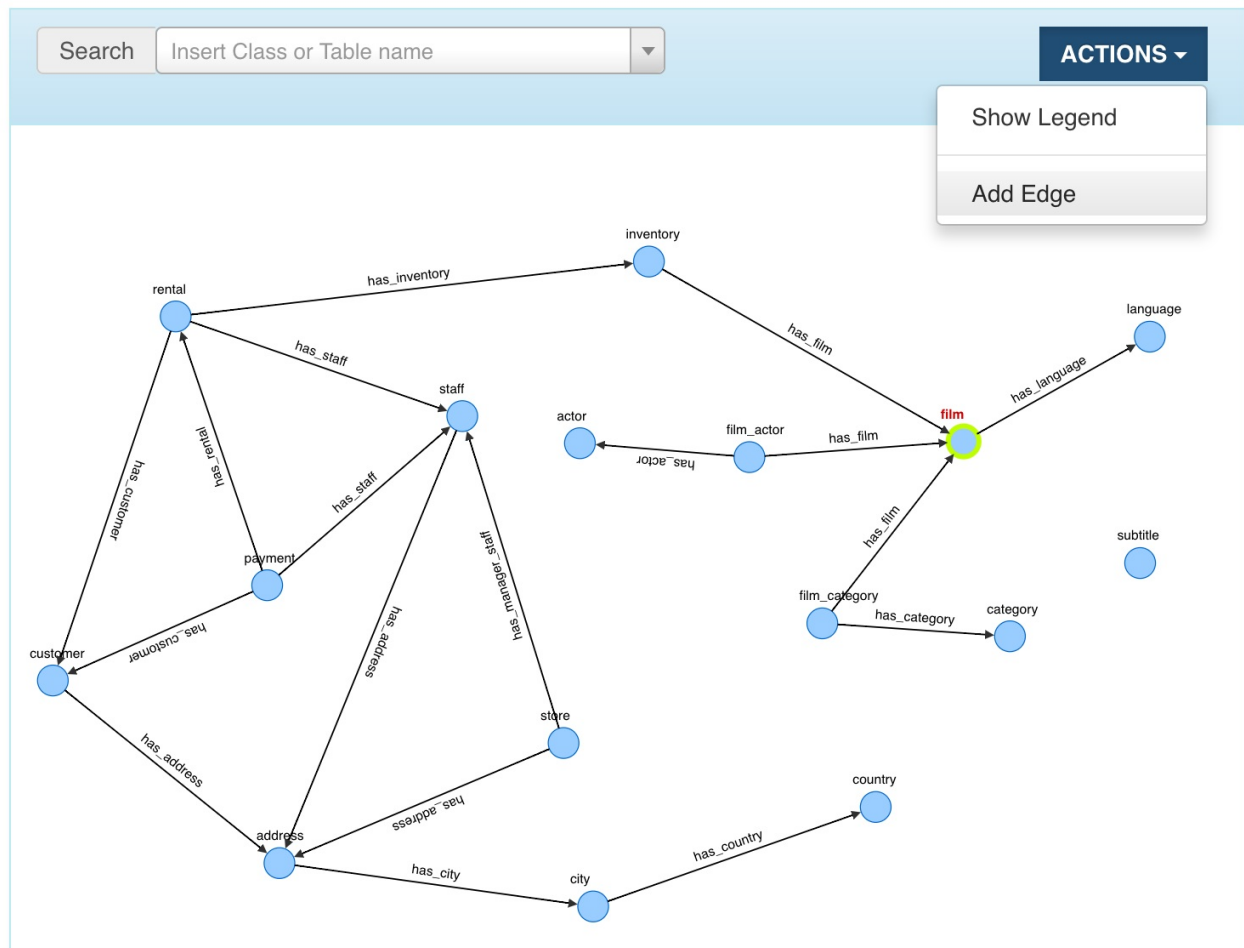 Search
Insert Class or Table name
ACTIONS
Show Legend
Add Edge
inventory
has_inventory
rental
language
has_film
has_staff
has_language
staff
actor
film_actor
film
has_film
has_actor
has_rental
has_customer
has_staff
has_film
subtitle
has_manager_staff
payment
film_category
category
has_category
has_customer
has_address
customer
store
has_address
country
has_address
address
has_country
has_city
city